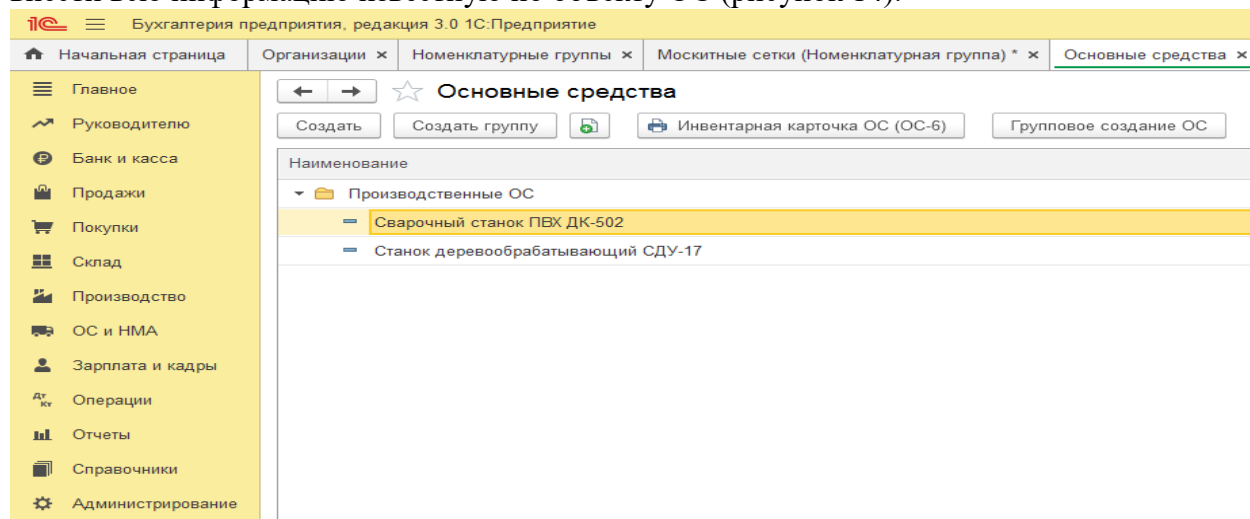 1С Бухгалтерия предприятия, редакция 3.0 1С:Предприятие
Начальная страница Организации × Номенклатурные группы × Москитные сетки (Номенклатурная группа) * × Основные средства ×
Главное
Руководителю
Банк и касса
Продажи
Покупки
Склад
Производство
ОС и НМА
Зарплата и кадры
Дт Кт Операции
Отчеты
Справочники
Администрирование
Основные средства
Создать Создать группу Инвентарная карточка ОС (ОС-6) Групповое создание ОС
Наименование
Производственные ОС
Сварочный станок ПВХ ДК-502
Станок деревообрабатывающий СДУ-17